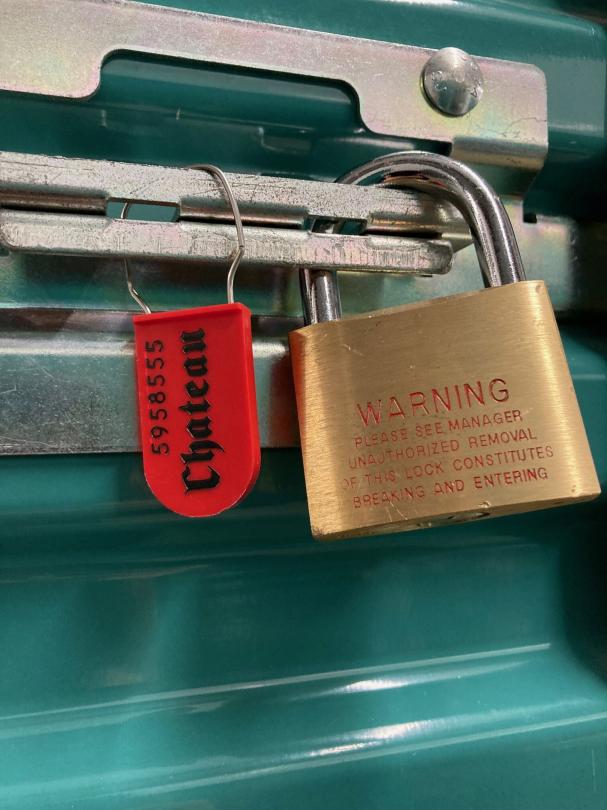 5958555
Chateau
WARNING
PLEASE SEE MANAGER
UNAUTHORIZED REMOVAL
OF THIS LOCK CONSTITUTES
BREAKING AND ENTERING